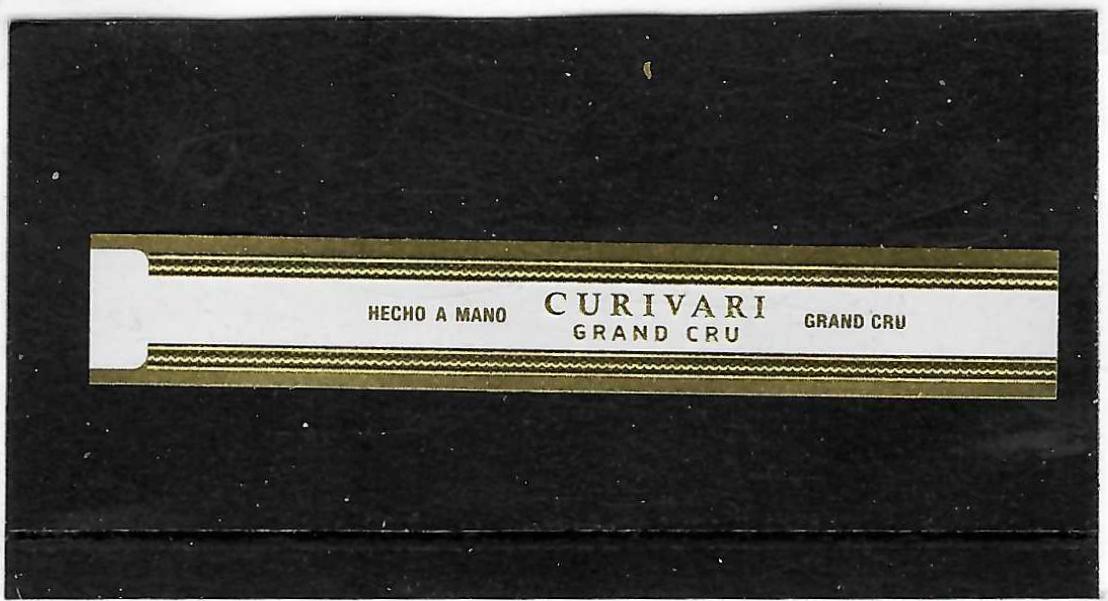 HECHO A MANO
CURIVARI
GRAND CRU
GRAND CRU